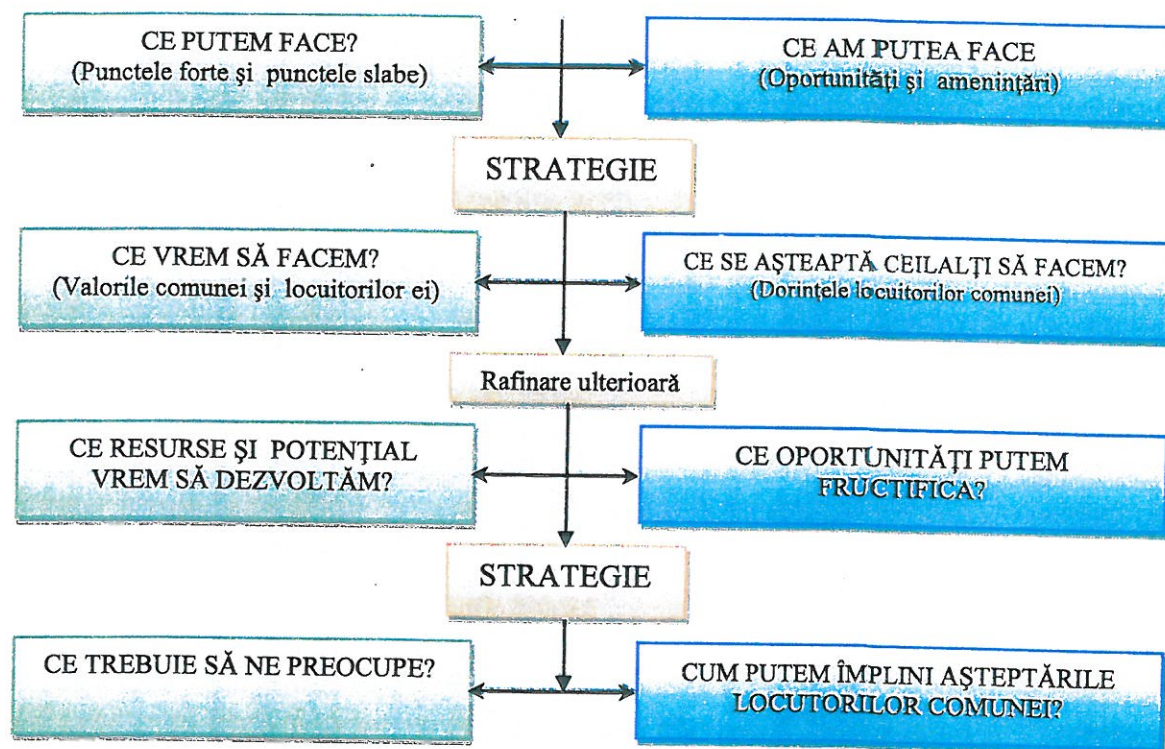 CE PUTEM FACE?
(Punctele forte şi punctele slabe)
CE AM PUTEA FACE
(Oportunităţi şi ameninţări)
STRATEGIE
CE VREM SĂ FACEM?
(Valorile comunei şi locuitorilor ei)
CE SE AŞTEAPTĂ CEILALŢI SĂ FACEM?
(Dorinţele locuitorilor comunei)
Rafinare ulterioară
CE RESURSE ŞI POTENŢIAL
VREM SĂ DEZVOLTĂM?
CE OPORTUNITĂŢI PUTEM
FRUCTIFICA?
STRATEGIE
CE TREBUIE SĂ NE PREOCUPE?
CUM PUTEM ÎMPLINI AŞTEPTĂRILE
LOCUTORILOR COMUNEI?